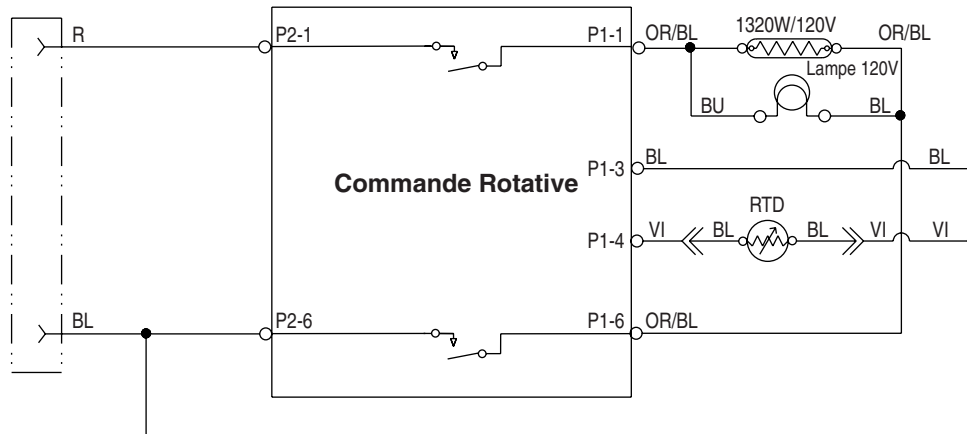 R P2-1 P1-1 OR/BL 1320W/120V OR/BL
Lampe 120V
BU BL
P1-3 BL BL
Commande Rotative
RTD
P1-4 VI BL BL VI VI
BL P2-6 P1-6 OR/BL